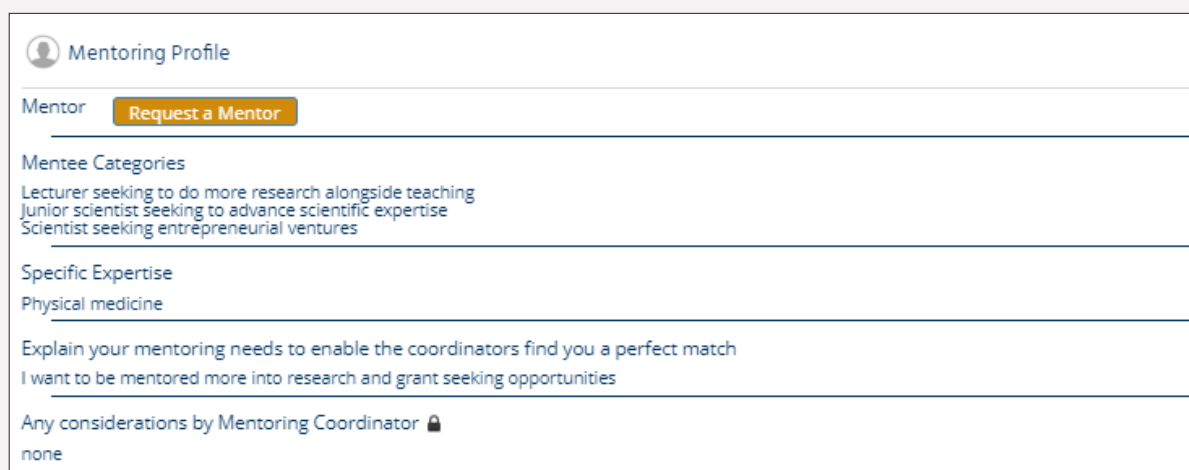 Mentoring Profile
Mentor Request a Mentor
Mentee Categories
Lecturer seeking to do more research alongside teaching
Junior scientist seeking to advance scientific expertise
Scientist seeking entrepreneurial ventures
Specific Expertise
Physical medicine
Explain your mentoring needs to enable the coordinators find you a perfect match
I want to be mentored more into research and grant seeking opportunities
Any considerations by Mentoring Coordinator
none